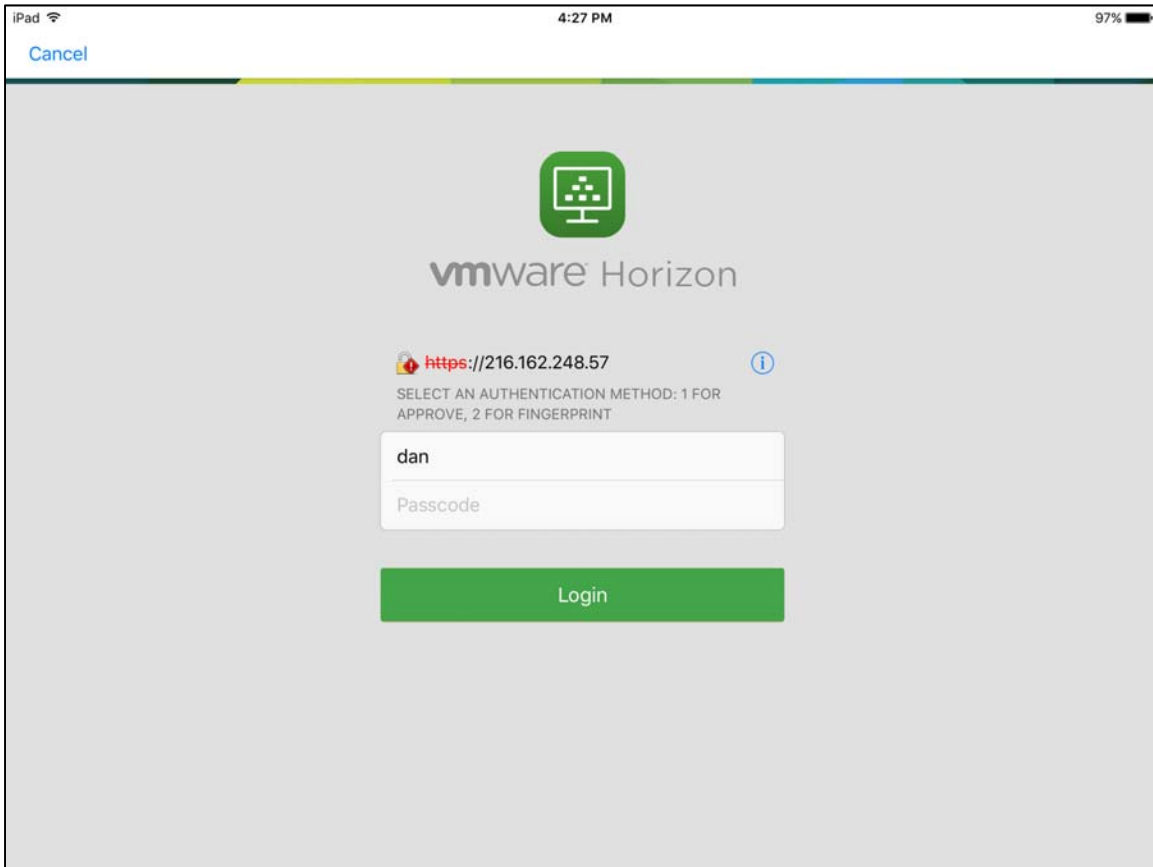 iPad 4:27 PM 97%
Cancel
vmware Horizon
https://216.162.248.57
SELECT AN AUTHENTICATION METHOD: 1 FOR
APPROVE, 2 FOR FINGERPRINT
dan
Passcode
Login